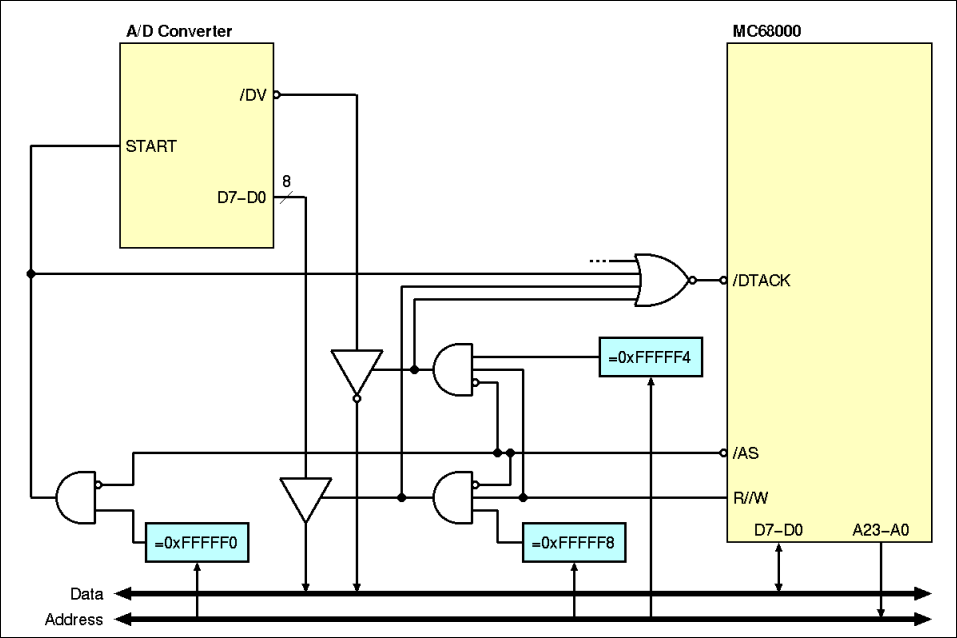 A/D Converter
MC68000
/DV
START
8
D7-D0
/DTACK
=0xFFFFF4
/AS
R//W
D7-D0
A23-A0
=0xFFFFF0
=0xFFFFF8
Data
Address